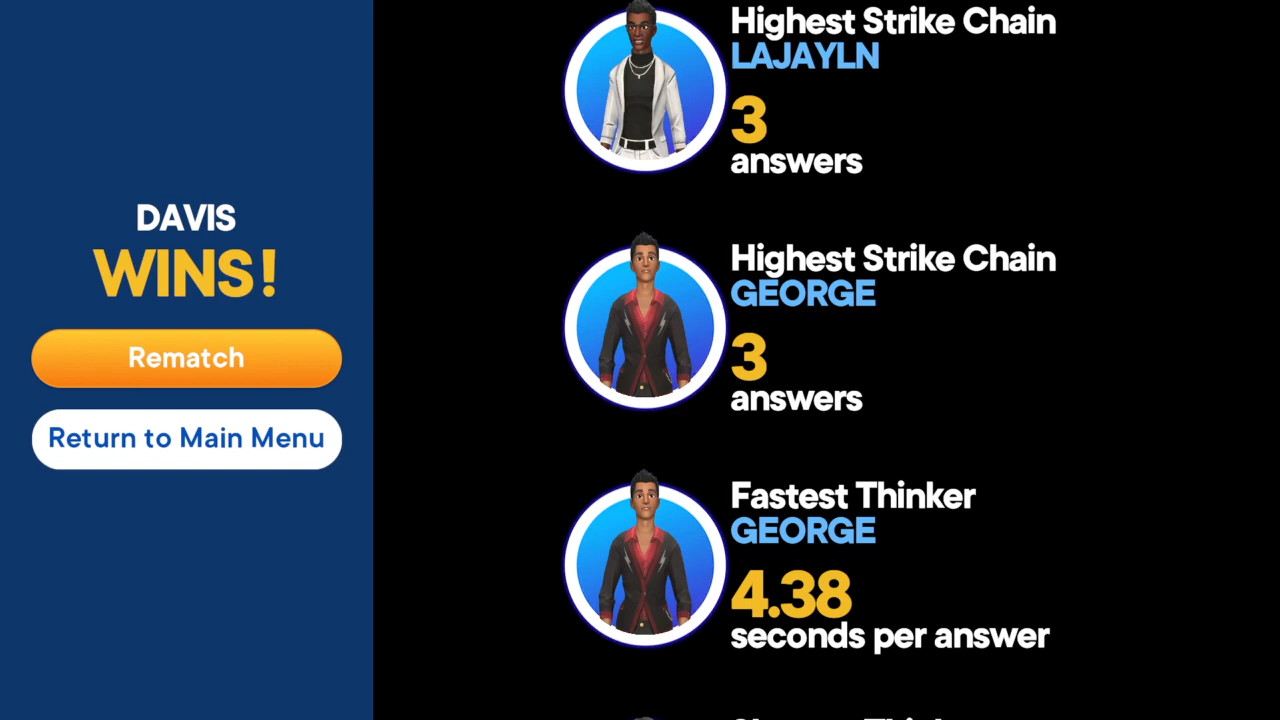 DAVIS
WINS!
Rematch
Return to Main Menu
Highest Strike Chain
LAJAYLN
3
answers
Highest Strike Chain
GEORGE
3
answers
Fastest Thinker
GEORGE
4.38
seconds per answer